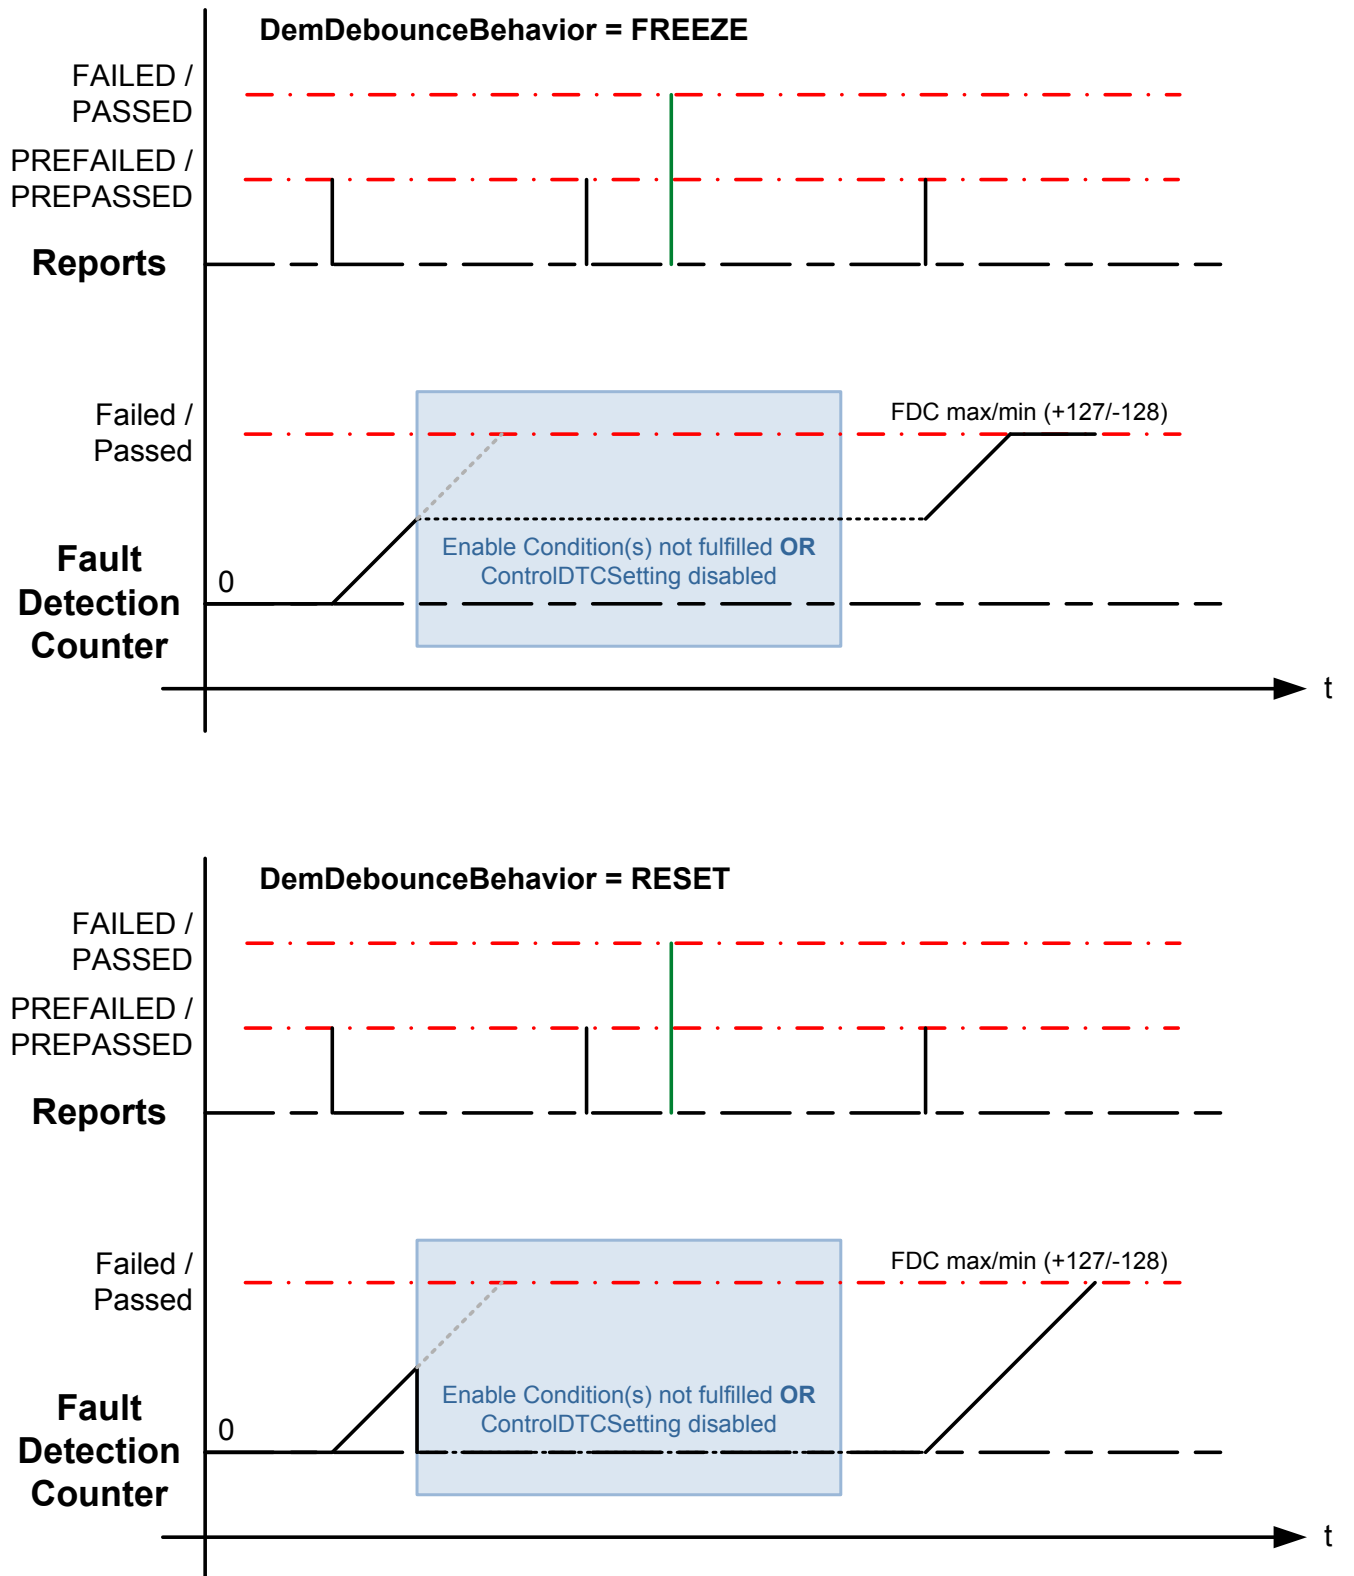 DemDebounceBehavior = FREEZE
FAILED /
PASSED
PREFAILED /
PREPASSED
Reports
Failed /
Passed
FDC max/min (+127/-128)
Enable Condition(s) not fulfilled OR
ControlDTCSetting disabled
Fault
Detection
Counter
0
t
DemDebounceBehavior = RESET
FAILED /
PASSED
PREFAILED /
PREPASSED
Reports
Failed /
Passed
FDC max/min (+127/-128)
Enable Condition(s) not fulfilled OR
ControlDTCSetting disabled
Fault
Detection
Counter
0
t